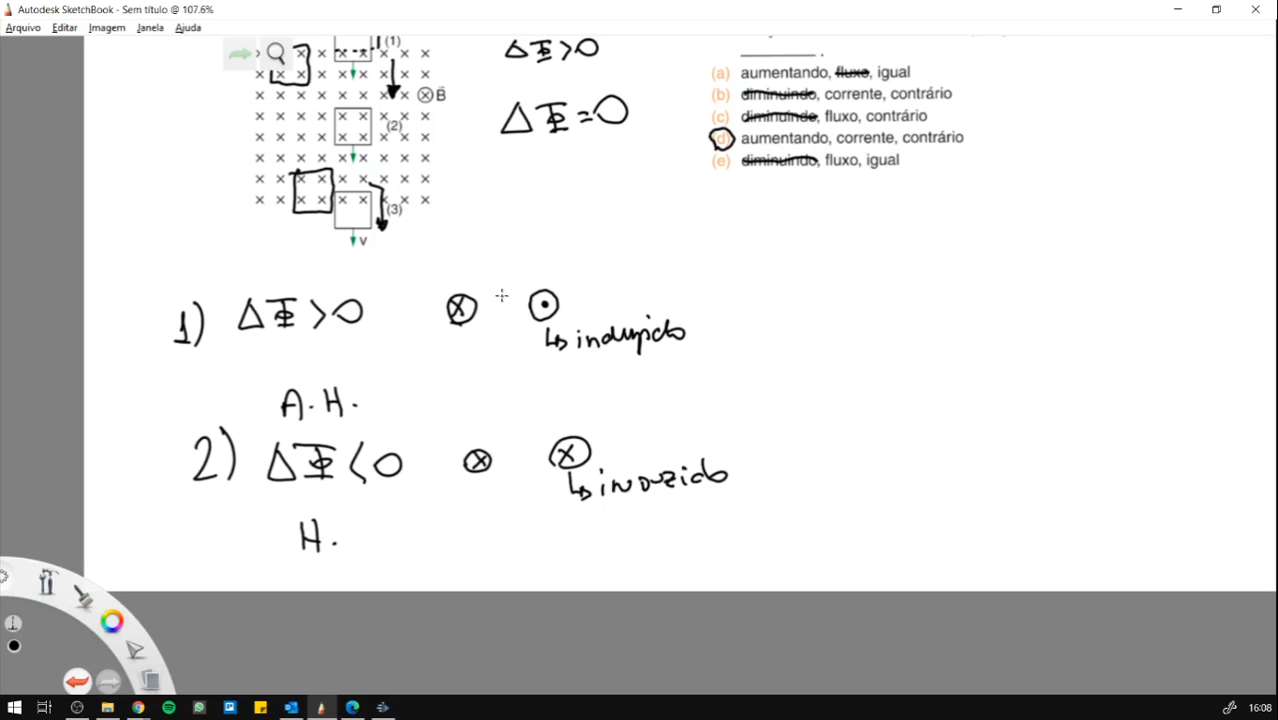 Autodesk SketchBook - Sem título @ 107.6%
Arquivo Editar Imagem Janela Ajuda
(1)
ΔΦ>0
(a) aumentando, fluxo, igual
(b) diminuindo, corrente, contrário
B
ΔΦ=0
(c) diminuindo, fluxo, contrário
(2)
(d) aumentando, corrente, contrário
(e) diminuindo, fluxo, igual
(3)
v
1) ΔΦ>0
induzido
A.H.
2) ΔΦ<0
induzido
H.
16:08